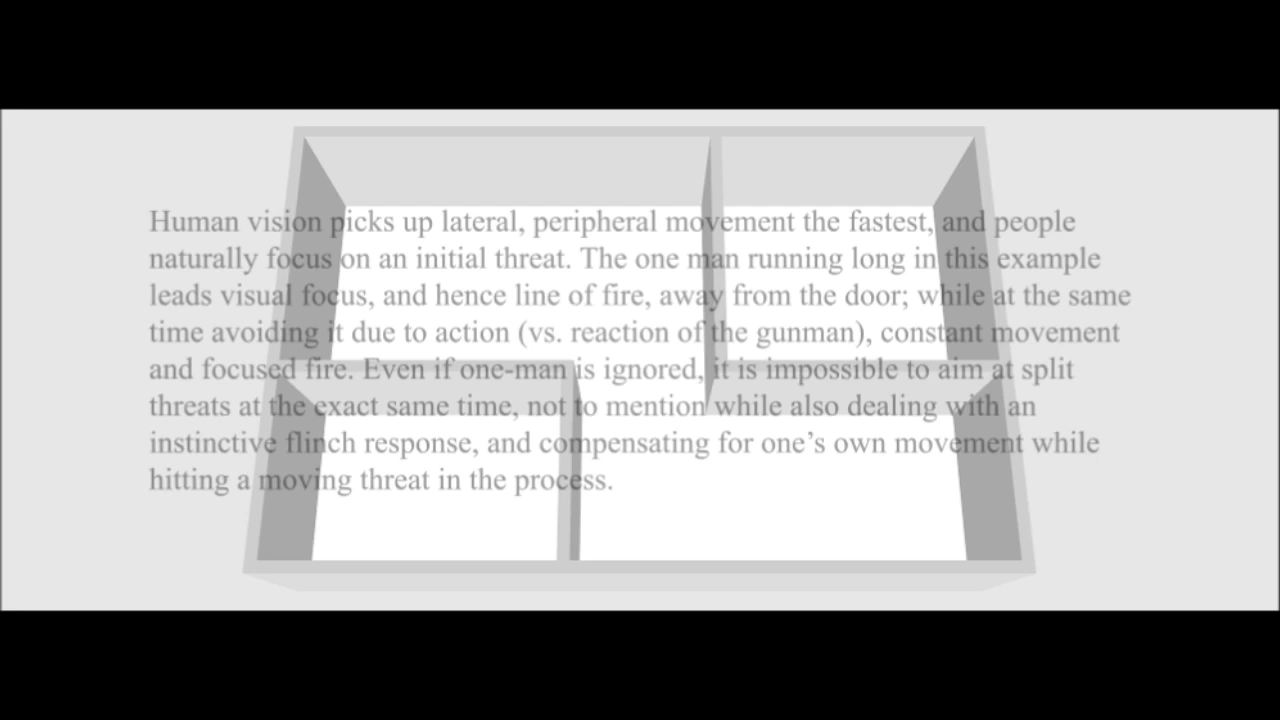 Human vision picks up lateral, peripheral movement the fastest, and people
naturally focus on an initial threat. The one man running long in this example
leads visual focus, and hence line of fire, away from the door; while at the same
time avoiding it due to action (vs. reaction of the gunman), constant movement
and focused fire. Even if one-man is ignored, it is impossible to aim at split
threats at the exact same time, not to mention while also dealing with an
instinctive flinch response, and compensating for one’s own movement while
hitting a moving threat in the process.